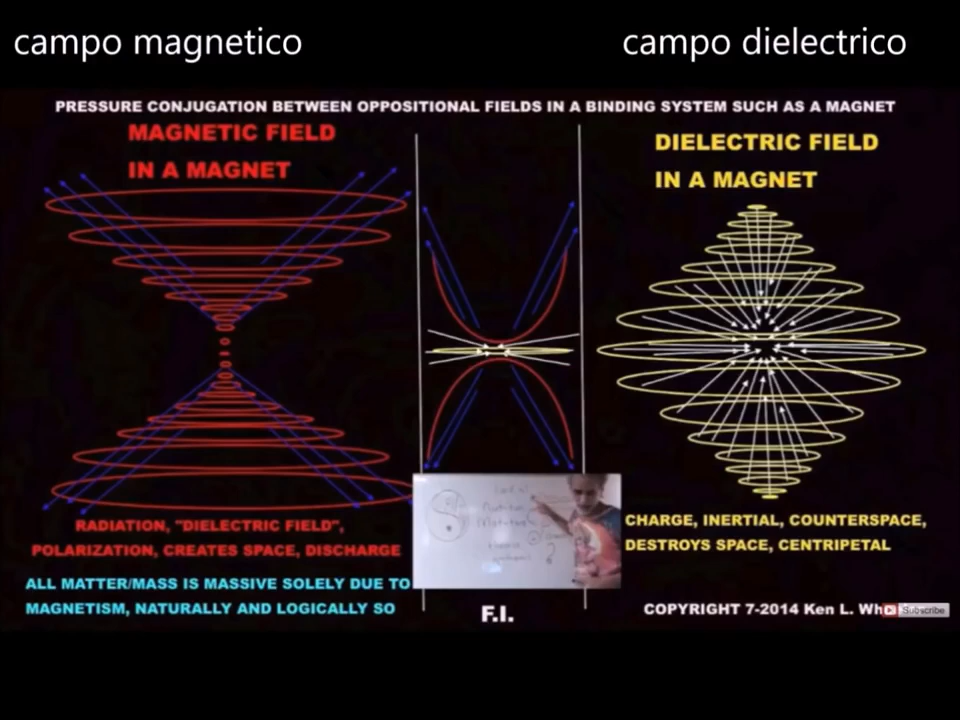 campo magnetico
campo dielectrico
PRESSURE CONJUGATION BETWEEN OPPOSITIONAL FIELDS IN A BINDING SYSTEM SUCH AS A MAGNET
MAGNETIC FIELD
IN A MAGNET
DIELECTRIC FIELD
IN A MAGNET
RADIATION, "DIELECTRIC FIELD",
POLARIZATION, CREATES SPACE, DISCHARGE
CHARGE, INERTIAL, COUNTERSPACE,
DESTROYS SPACE, CENTRIPETAL
ALL MATTER/MASS IS MASSIVE SOLELY DUE TO
MAGNETISM, NATURALLY AND LOGICALLY SO
F.I.
COPYRIGHT 7-2014 Ken L.
Subscribe